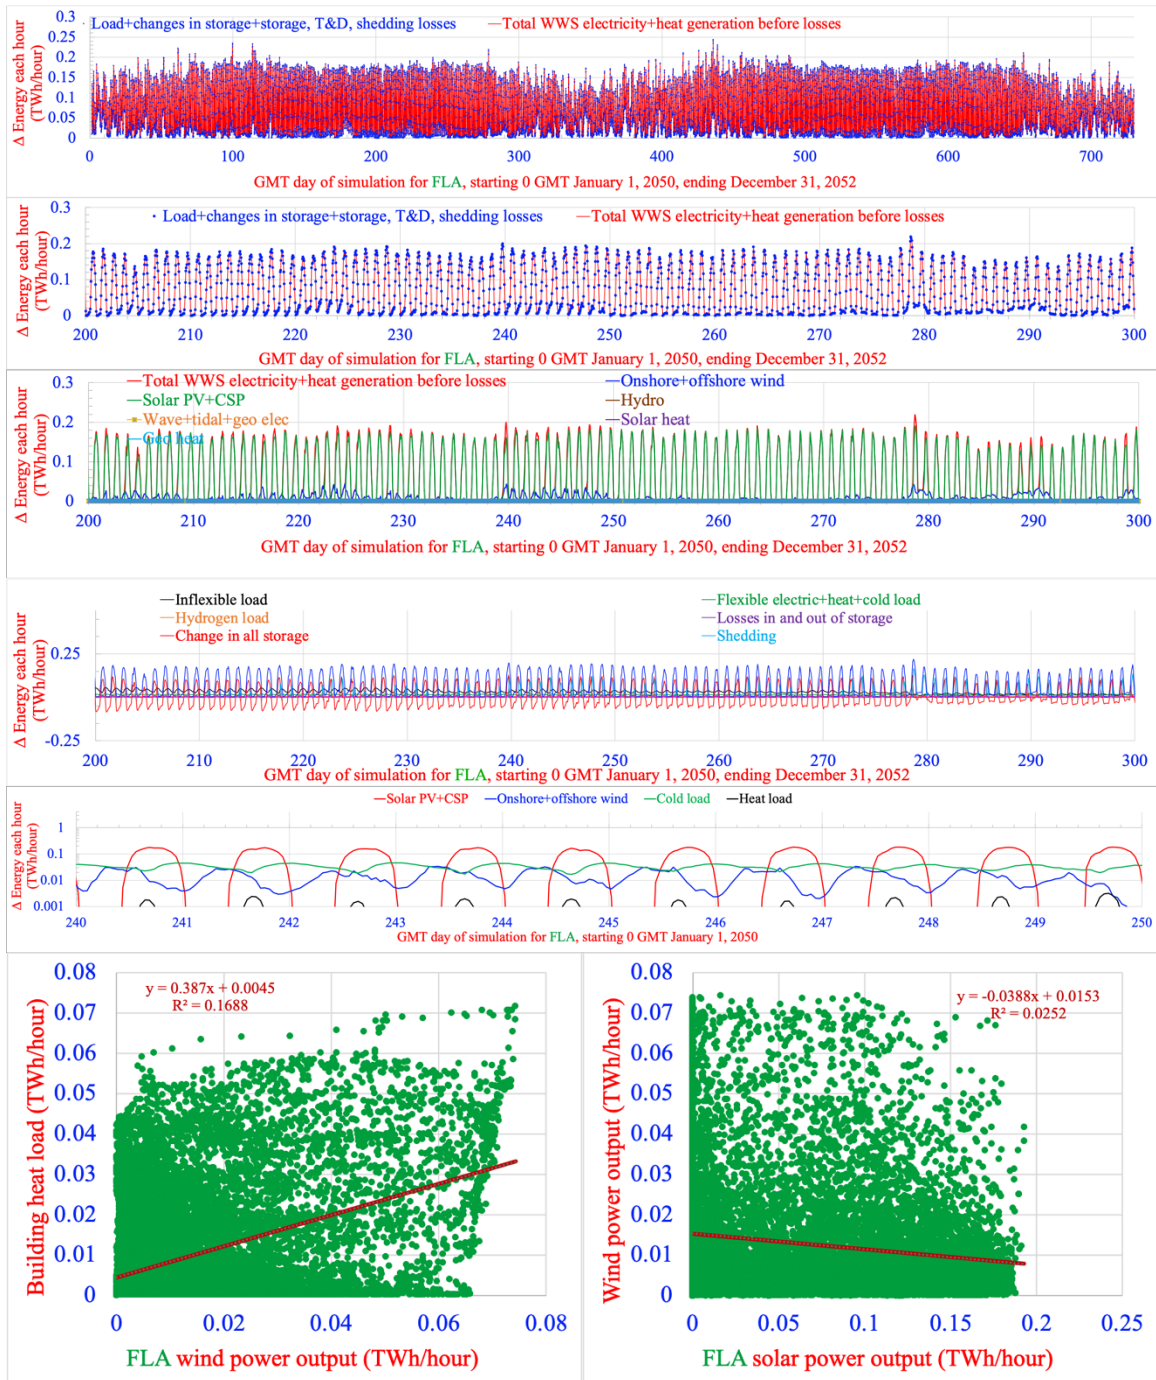 Load+changes in storage+storage, T&D, shedding losses —Total WWS electricity+heat generation before losses
Δ Energy each hour
(TWh/hour)
0.3
0.25
0.2
0.15
0.1
0.05
0
0 100 200 300 400 500 600 700
GMT day of simulation for FLA, starting 0 GMT January 1, 2050, ending December 31, 2052
Load+changes in storage+storage, T&D, shedding losses —Total WWS electricity+heat generation before losses
Δ Energy each hour
(TWh/hour)
0.3
0.2
0.1
0
200 210 220 230 240 250 260 270 280 290 300
GMT day of simulation for FLA, starting 0 GMT January 1, 2050, ending December 31, 2052
Total WWS electricity+heat generation before losses Onshore+offshore wind
Solar PV+CSP Hydro
Wave+tidal+geo elec Solar heat
Geo heat
Δ Energy each hour
(TWh/hour)
0.3
0.2
0.1
0
200 210 220 230 240 250 260 270 280 290 300
GMT day of simulation for FLA, starting 0 GMT January 1, 2050, ending December 31, 2052
Inflexible load Flexible electric+heat+cold load
Hydrogen load Losses in and out of storage
Change in all storage Shedding
Δ Energy each hour
(TWh/hour)
0.25
-0.25
200 210 220 230 240 250 260 270 280 290 300
GMT day of simulation for FLA, starting 0 GMT January 1, 2050, ending December 31, 2052
Solar PV+CSP Onshore+offshore wind Cold load Heat load
Δ Energy each hour
(TWh/hour)
1
0.1
0.01
0.001
240 241 242 243 244 245 246 247 248 249 250
GMT day of simulation for FLA, starting 0 GMT January 1, 2050
y = 0.387x + 0.0045
R² = 0.1688
Building heat load (TWh/hour)
0.08
0.07
0.06
0.05
0.04
0.03
0.02
0.01
0
0 0.02 0.04 0.06 0.08
FLA wind power output (TWh/hour)
y = -0.0388x + 0.0153
R² = 0.0252
Wind power output (TWh/hour)
0.08
0.07
0.06
0.05
0.04
0.03
0.02
0.01
0
0 0.05 0.1 0.15 0.2 0.25
FLA solar power output (TWh/hour)